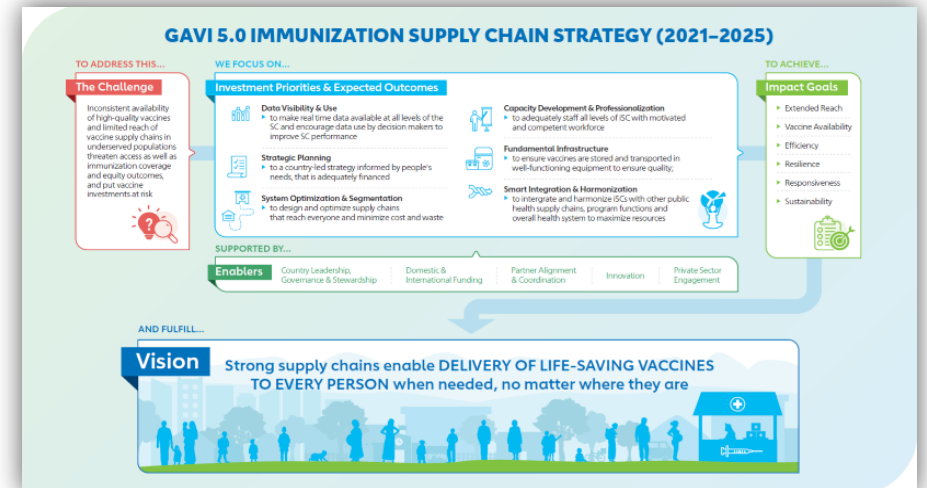 GAVI 5.0 IMMUNIZATION SUPPLY CHAIN STRATEGY (2021–2025)
TO ADDRESS THIS...
The Challenge
Inconsistent availability
of high-quality vaccines
and limited reach of
vaccine supply chains in
underserved populations
threaten access as well as
immunization coverage
and equity outcomes,
and put vaccine
investments at risk
WE FOCUS ON...
Investment Priorities & Expected Outcomes
Data Visibility & Use
to make real time data available at all levels of the
SC and encourage data use by decision makers to
improve SC performance
Strategic Planning
to a country-led strategy informed by people's
needs, that is adequately financed
System Optimization & Segmentation
to design and optimize supply chains
that reach everyone and minimize cost and waste
Capacity Development & Professionalization
to adequately staff all levels of iSC with motivated
and competent workforce
Fundamental Infrastructure
to ensure vaccines are stored and transported in
well-functioning equipment to ensure quality;
Smart Integration & Harmonization
to intergrate and harmonize iSCs with other public
health supply chains, program functions and
overall health system to maximize resources
TO ACHIEVE...
Impact Goals
Extended Reach
Vaccine Availability
Efficiency
Resilience
Responsiveness
Sustainability
SUPPORTED BY...
Enablers
Country Leadership,
Governance & Stewardship
Domestic &
International Funding
Partner Alignment
& Coordination
Innovation
Private Sector
Engagement
AND FULFILL...
Vision
Strong supply chains enable DELIVERY OF LIFE-SAVING VACCINES
TO EVERY PERSON when needed, no matter where they are